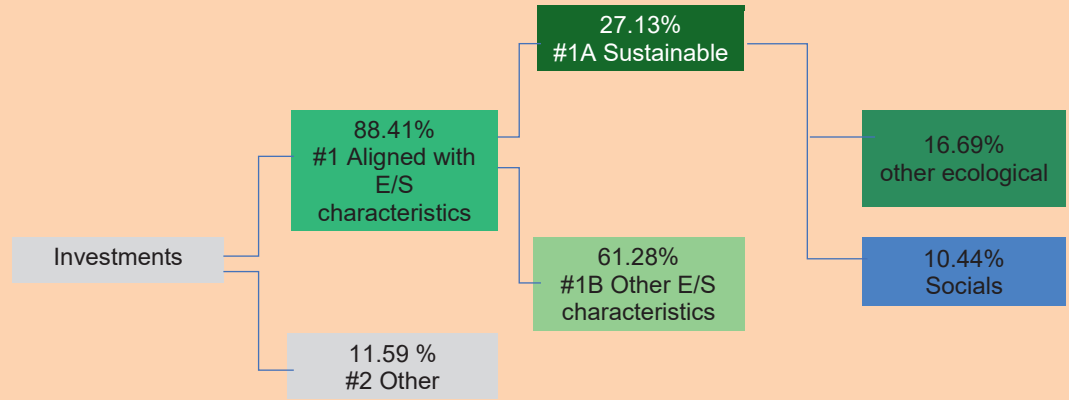 27.13%
#1A Sustainable
88.41%
#1 Aligned with
E/S
characteristics
16.69%
other ecological
Investments
61.28%
#1B Other E/S
characteristics
10.44%
Socials
11.59 %
#2 Other